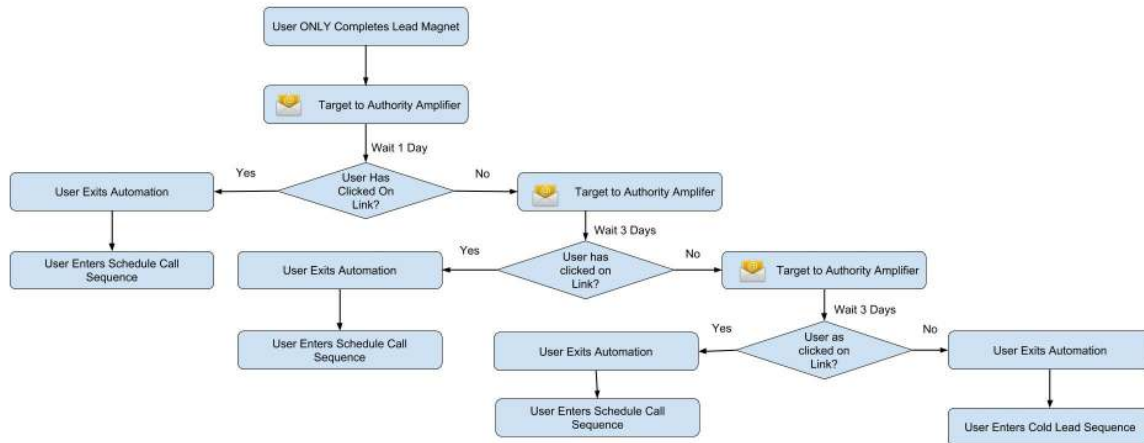 User ONLY Completes Lead Magnet
Target to Authority Amplifier
Wait 1 Day
Yes
User Has
Clicked On
Link?
No
User Exits Automation
Target to Authority Amplifer
User Enters Schedule Call
Sequence
Wait 3 Days
Yes
User has
clicked on
Link?
No
User Exits Automation
Target to Authority Amplifier
User Enters Schedule Call
Sequence
Wait 3 Days
Yes
User as
clicked on
Link?
No
User Exits Automation
User Exits Automation
User Enters Schedule Call
Sequence
User Enters Cold Lead Sequence